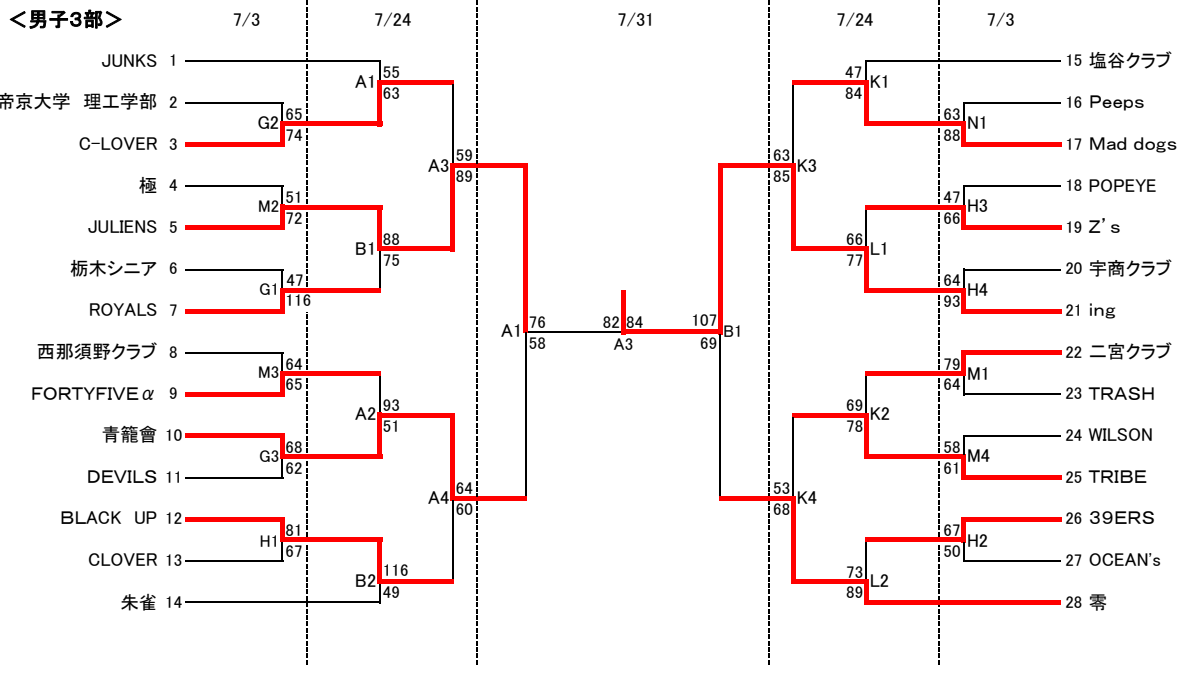 ＜男子３部＞ 7/3 7/24 7/31 7/24 7/3
JUNKS 1
帝京大学　理工学部 2
C-LOVER 3
極 4
JULIENS 5
栃木シニア 6
ROYALS 7
西那須野クラブ 8
FORTYFIVEα 9
青龍會 10
DEVILS 11
BLACK UP 12
CLOVER 13
朱雀 14
G2 65 74
M2 51 72
G1 47 116
M3 64 65
G3 68 62
H1 81 67
A1 55 63
B1 88 75
A2 93 51
B2 116 49
A3 59 89
A4 64 60
A1 76 58
82 84
A3
107 69 B1
63 85 K3
53 68 K4
47 84 K1
66 77 L1
69 78 K2
73 89 L2
63 88 N1
47 66 H3
64 93 H4
79 64 M1
58 61 M4
67 50 H2
15 塩谷クラブ
16 Peeps
17 Mad dogs
18 POPEYE
19 Z's
20 宇商クラブ
21 ing
22 二宮クラブ
23 TRASH
24 WILSON
25 TRIBE
26 39ERS
27 OCEAN's
28 零